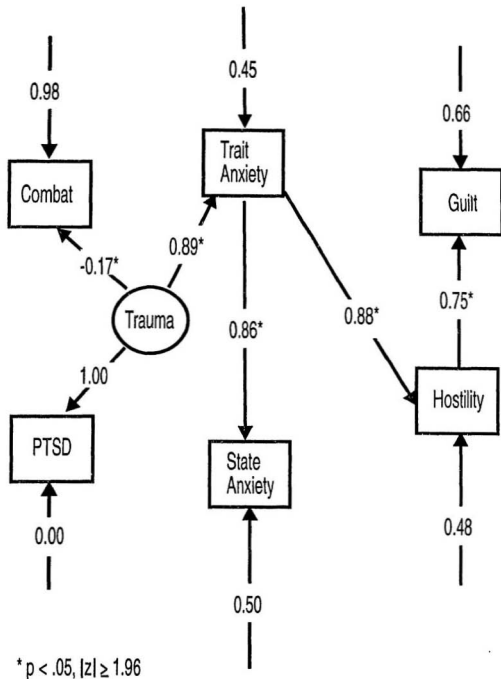 0.98
0.45
0.66
Combat
Trait
Anxiety
Guilt
-0.17*
0.89*
0.75*
Trauma
0.86*
0.88*
1.00
Hostility
PTSD
State
Anxiety
0.00
0.48
0.50
* p < .05, |z| ≥ 1.96